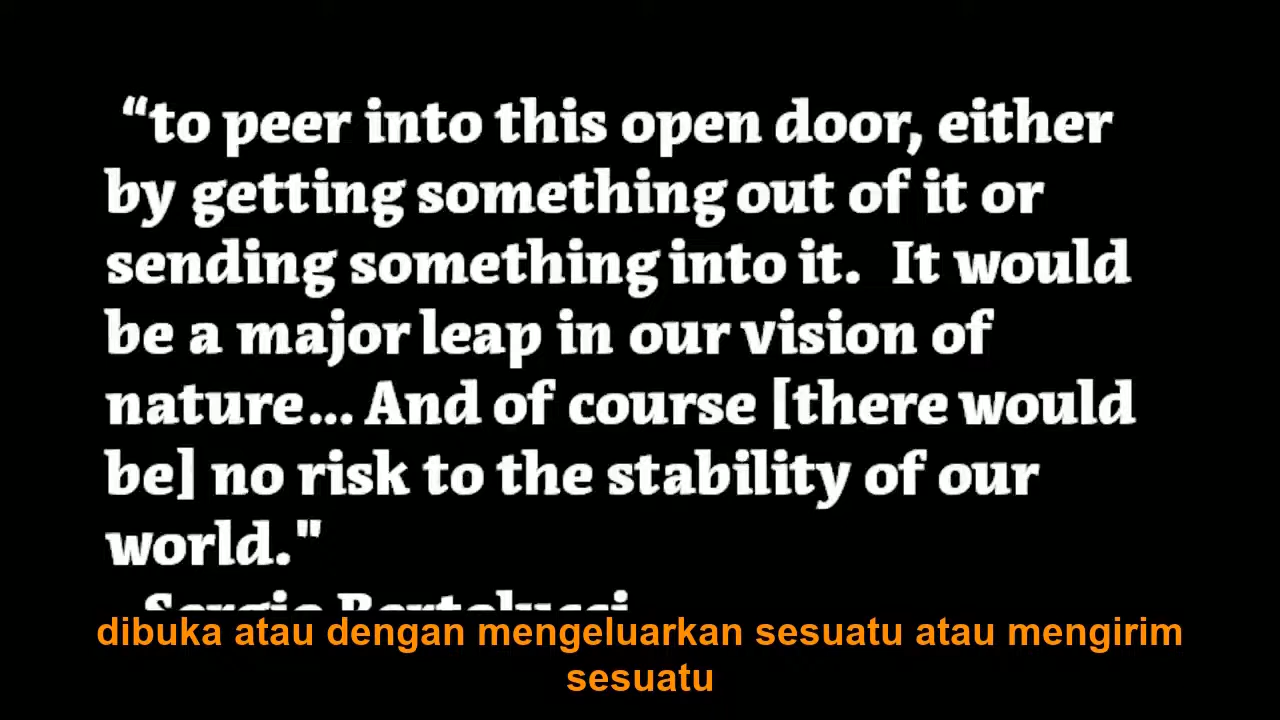 “to peer into this open door, either
by getting something out of it or
sending something into it. It would
be a major leap in our vision of
nature... And of course [there would
be] no risk to the stability of our
world."
Sergio Bertolucci
dibuka atau dengan mengeluarkan sesuatu atau mengirim
sesuatu